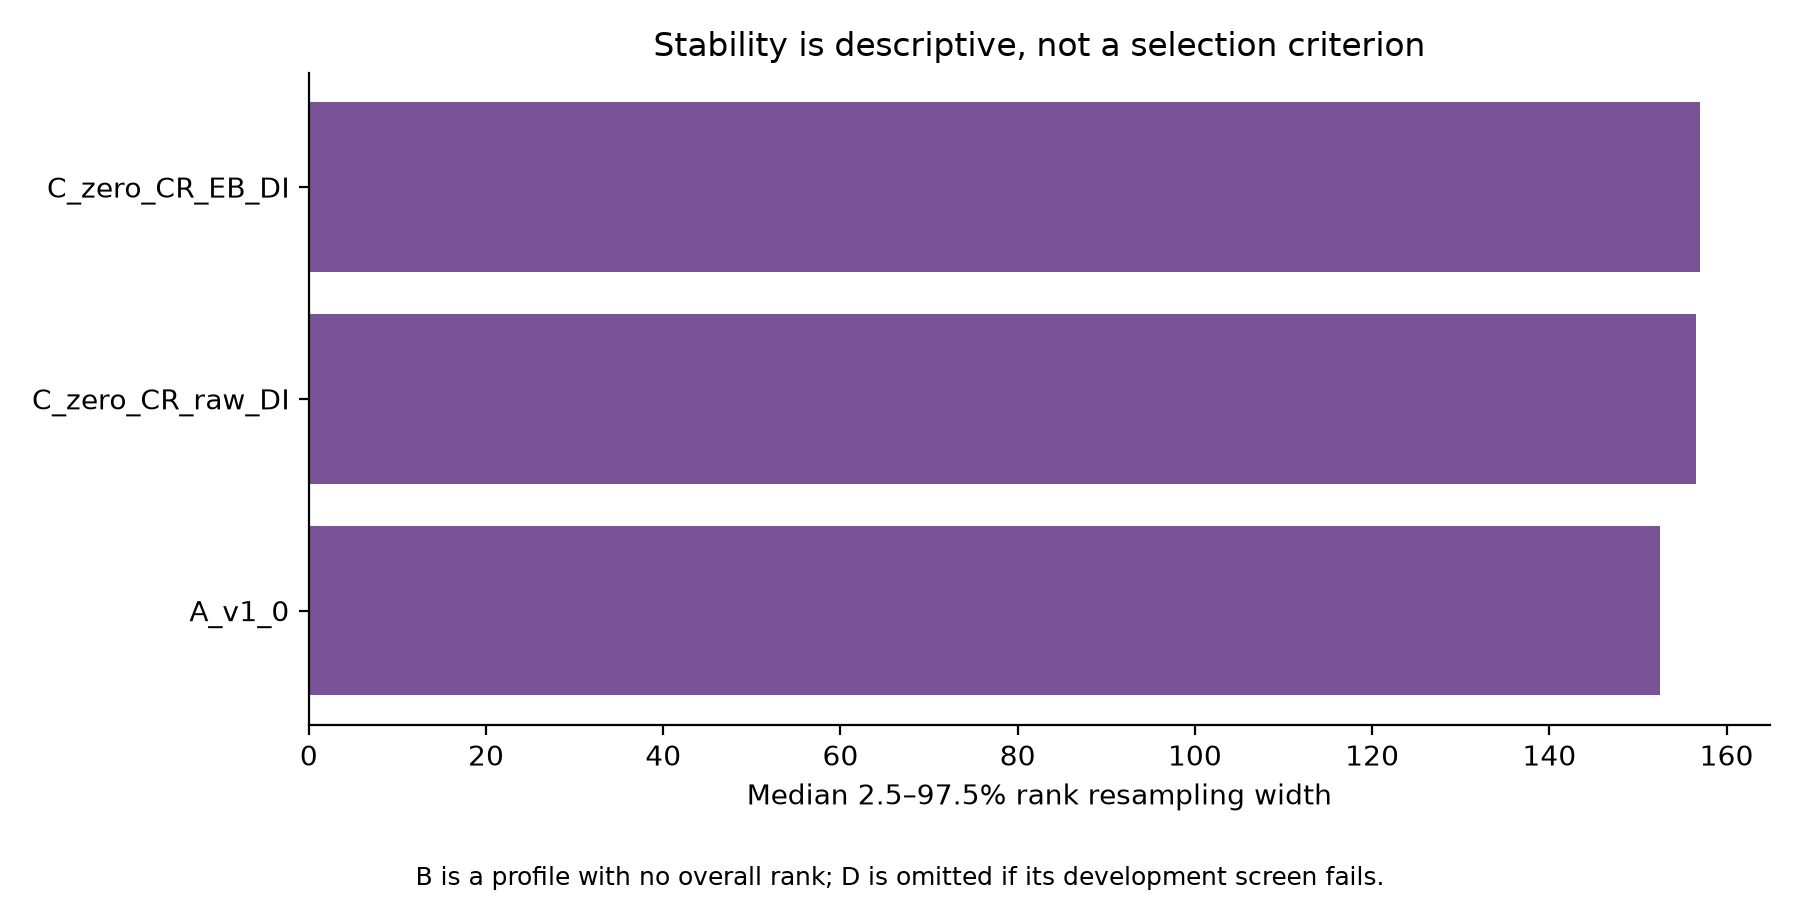 Stability is descriptive, not a selection criterion
C_zero_CR_EB_DI
C_zero_CR_raw_DI
A_v1_0
0 20 40 60 80 100 120 140 160
Median 2.5–97.5% rank resampling width
B is a profile with no overall rank; D is omitted if its development screen fails.